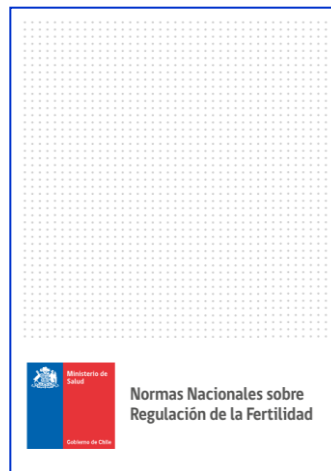 Ministerio de
Salud
Gobierno de Chile
Normas Nacionales sobre
Regulación de la Fertilidad